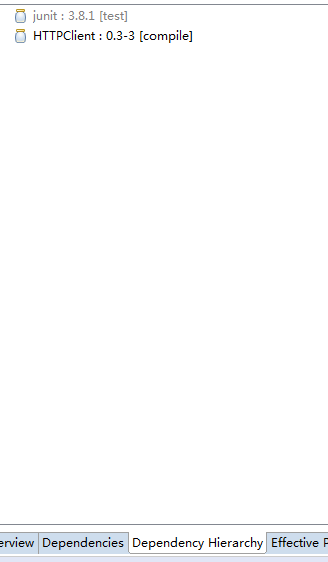 junit : 3.8.1 [test]
HTTPClient : 0.3-3 [compile]
erview Dependencies Dependency Hierarchy Effective P